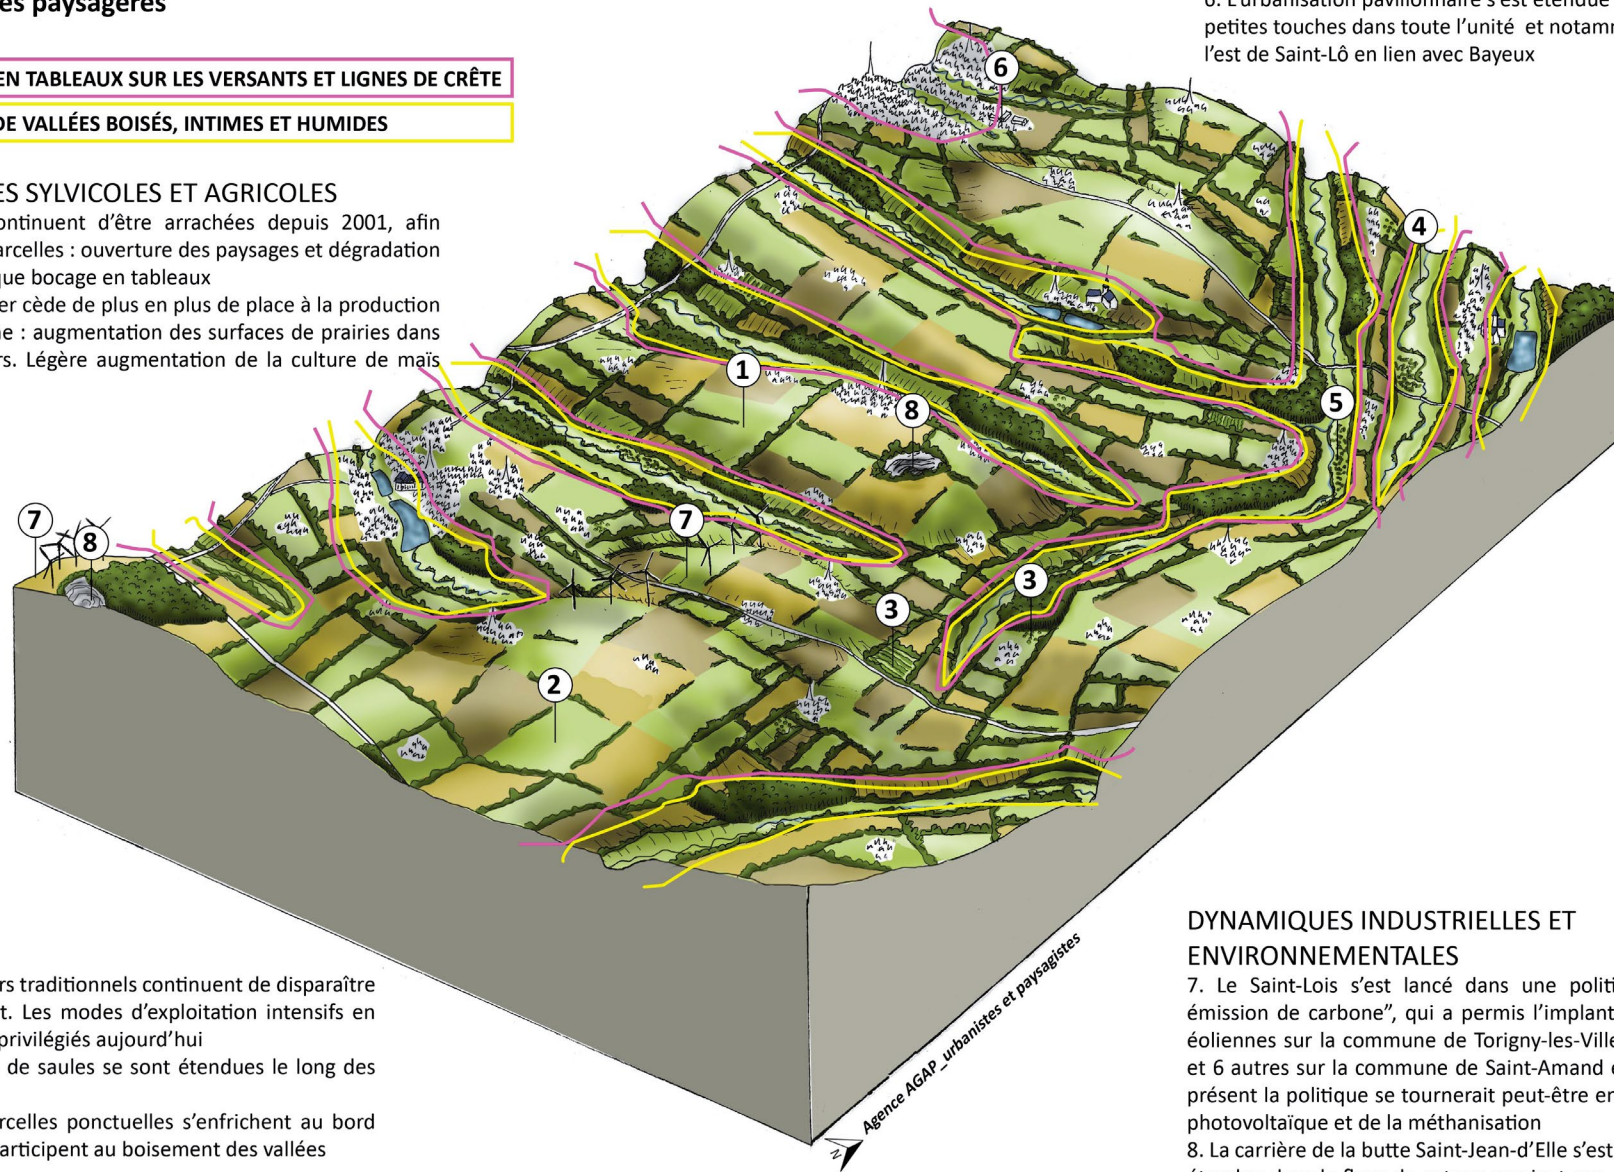 es paysagères
EN TABLEAUX SUR LES VERSANTS ET LIGNES DE CRÊTE
DE VALLÉES BOISÉS, INTIMES ET HUMIDES
ES SYLVICOLES ET AGRICOLES
ontinuent d’être arrachées depuis 2001, afin
arcelles : ouverture des paysages et dégradation
que bocage en tableaux
er cède de plus en plus de place à la production
ne : augmentation des surfaces de prairies dans
rs. Légère augmentation de la culture de maïs
6. L’urbanisation pavillonnaire s’est étendue
petites touches dans toute l’unité et notamm
l’est de Saint-Lô en lien avec Bayeux
6
4
1
5
8
7
7
8
3
3
2
rs traditionnels continuent de disparaître
t. Les modes d’exploitation intensifs en
privilégiés aujourd’hui
de saules se sont étendues le long des
rcelles ponctuelles s’enfrichent au bord
articipent au boisement des vallées
N
Agence AGAP_urbanistes et paysagistes
DYNAMIQUES INDUSTRIELLES ET
ENVIRONNEMENTALES
7. Le Saint-Lois s’est lancé dans une politi
émission de carbone”, qui a permis l’implant
éoliennes sur la commune de Torigny-les-Ville
et 6 autres sur la commune de Saint-Amand e
présent la politique se tournerait peut-être en
photovoltaïque et de la méthanisation
8. La carrière de la butte Saint-Jean-d’Elle s’est